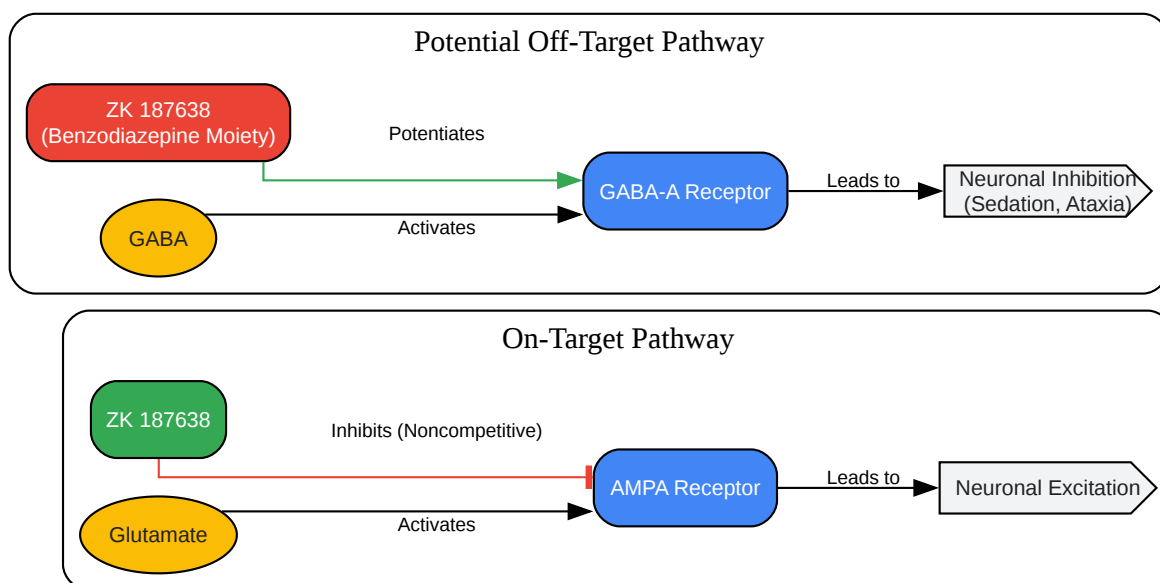 Potential Off-Target Pathway
ZK 187638
(Benzodiazepine Moiety)
Potentiates
GABA-A Receptor
Leads to
Neuronal Inhibition
(Sedation, Ataxia)
GABA
Activates
On-Target Pathway
ZK 187638
Inhibits (Noncompetitive)
AMPA Receptor
Leads to
Neuronal Excitation
Glutamate
Activates